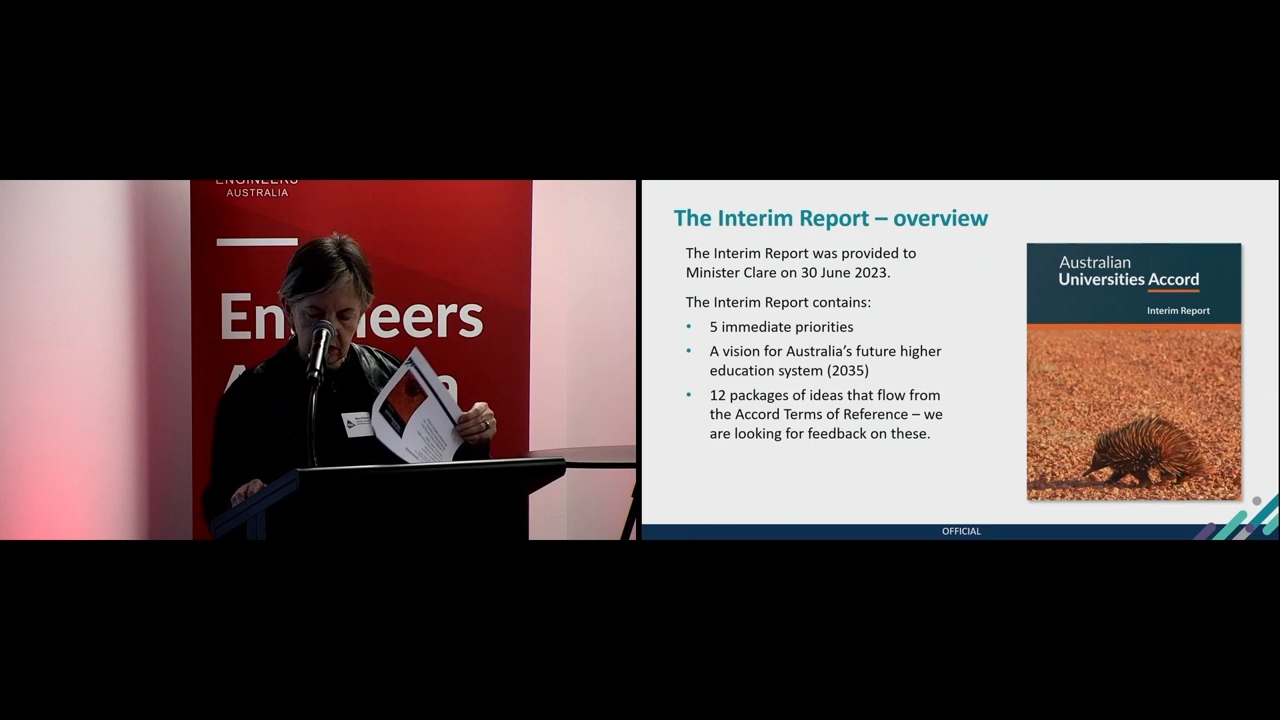 ENGINEERS
AUSTRALIA
Engineers
The Interim Report – overview
The Interim Report was provided to
Minister Clare on 30 June 2023.
The Interim Report contains:
• 5 immediate priorities
• A vision for Australia's future higher
education system (2035)
• 12 packages of ideas that flow from
the Accord Terms of Reference – we
are looking for feedback on these.
Australian
Universities Accord
Interim Report
OFFICIAL